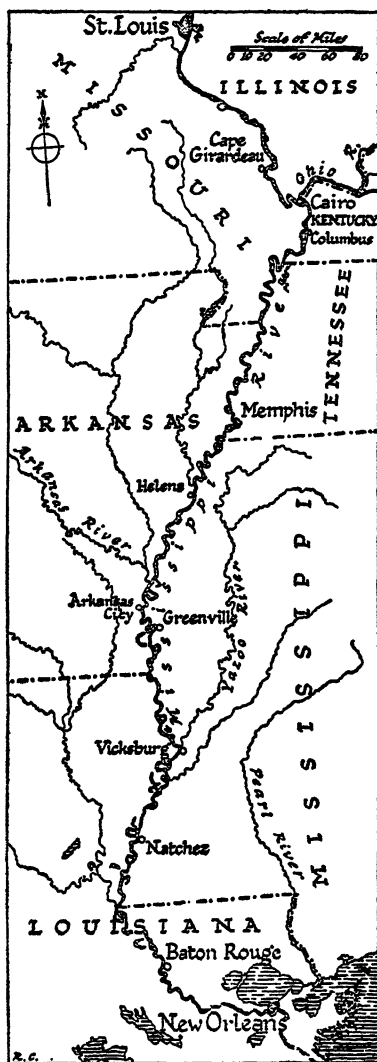 St. Louis
Scale of Miles
0 10 20 40 60 80
ILLINOIS
MISSOURI
Cape
Girardeau
Ohio R.
Cairo
KENTUCKY
Columbus
TENNESSEE
Memphis
ARKANSAS
Mississippi River
Helena
Arkansas
River
Arkansas
City
Greenville
Yazoo River
MISSISSIPPI
Vicksburg
Pearl River
Natchez
LOUISIANA
Baton Rouge
New Orleans
R.C.